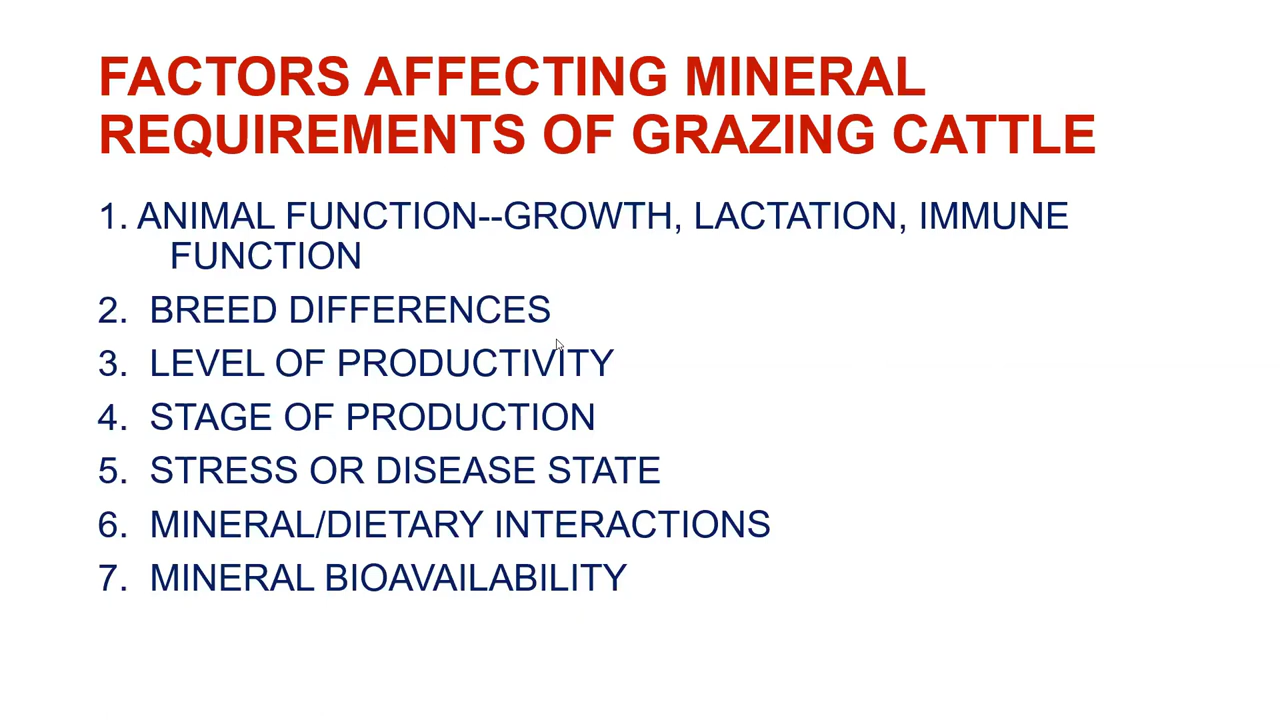 FACTORS AFFECTING MINERAL
REQUIREMENTS OF GRAZING CATTLE
1. ANIMAL FUNCTION--GROWTH, LACTATION, IMMUNE
FUNCTION
2. BREED DIFFERENCES
3. LEVEL OF PRODUCTIVITY
4. STAGE OF PRODUCTION
5. STRESS OR DISEASE STATE
6. MINERAL/DIETARY INTERACTIONS
7. MINERAL BIOAVAILABILITY